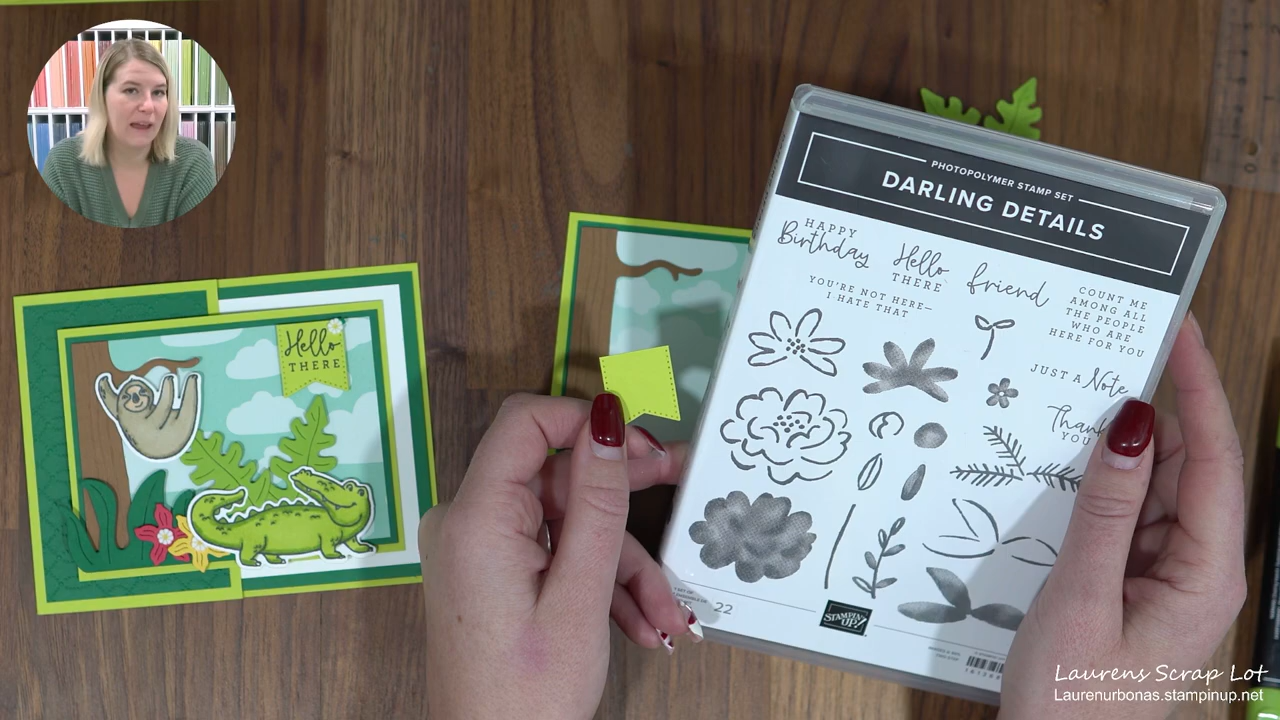 PHOTOPOLYMER STAMP SET
DARLING DETAILS
HAPPY
Birthday
Hello
THERE
friend
COUNT ME
AMONG ALL
THE PEOPLE
WHO ARE
HERE FOR YOU
YOU'RE NOT HERE—
I HATE THAT
JUST A Note
Thank
YOU
22
STAMPIN' UP!
Hello
THERE
Laurens Scrap Lot
Laurenurbonas.stampinup.net